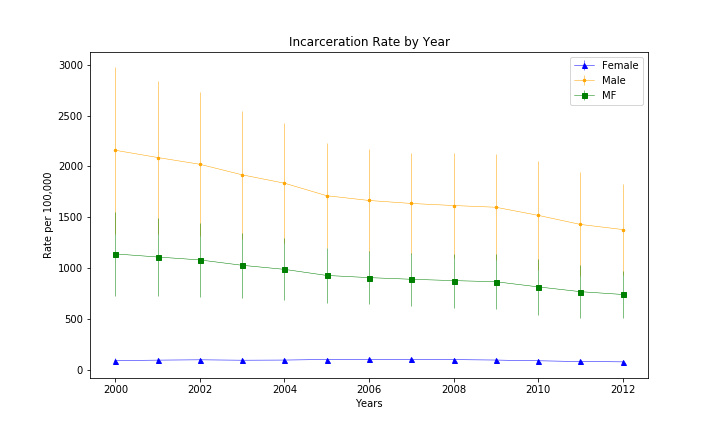 Incarceration Rate by Year
Female
Male
MF
3000
2500
2000
1500
1000
500
0
Rate per 100,000
2000 2002 2004 2006 2008 2010 2012
Years